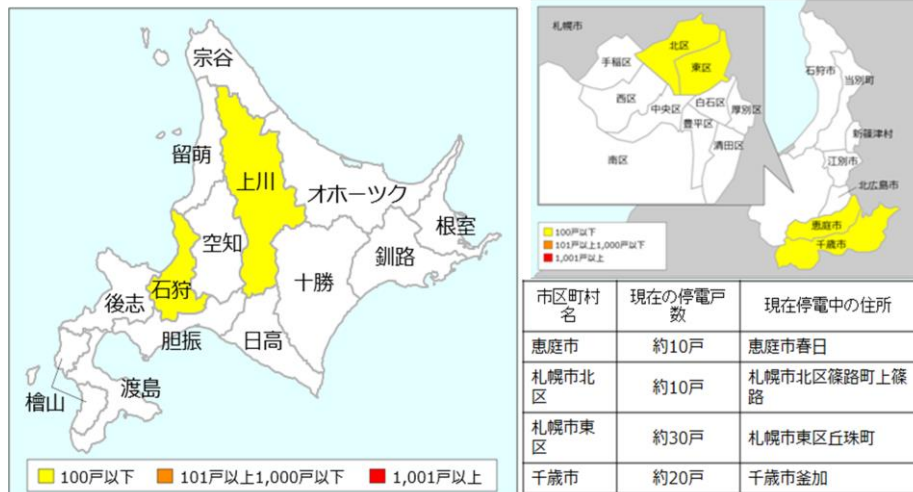 宗谷
留萌
上川
オホーツク
根室
空知
釧路
十勝
石狩
後志
胆振
日高
檜山
渡島
100戸以下
101戸以上1,000戸以下
1,001戸以上
札幌市
北区
手稲区
東区
西区
中央区
白石区
厚別区
豊平区
清田区
南区
石狩市
当別町
新篠津村
江別市
北広島市
恵庭市
千歳市
100戸以下
101戸以上1,000戸以下
1,001戸以上
市区町村名 現在の停電戸数 現在停電中の住所
恵庭市 約10戸 恵庭市春日
札幌市北区 約10戸 札幌市北区篠路町上篠路
札幌市東区 約30戸 札幌市東区丘珠町
千歳市 約20戸 千歳市釜加